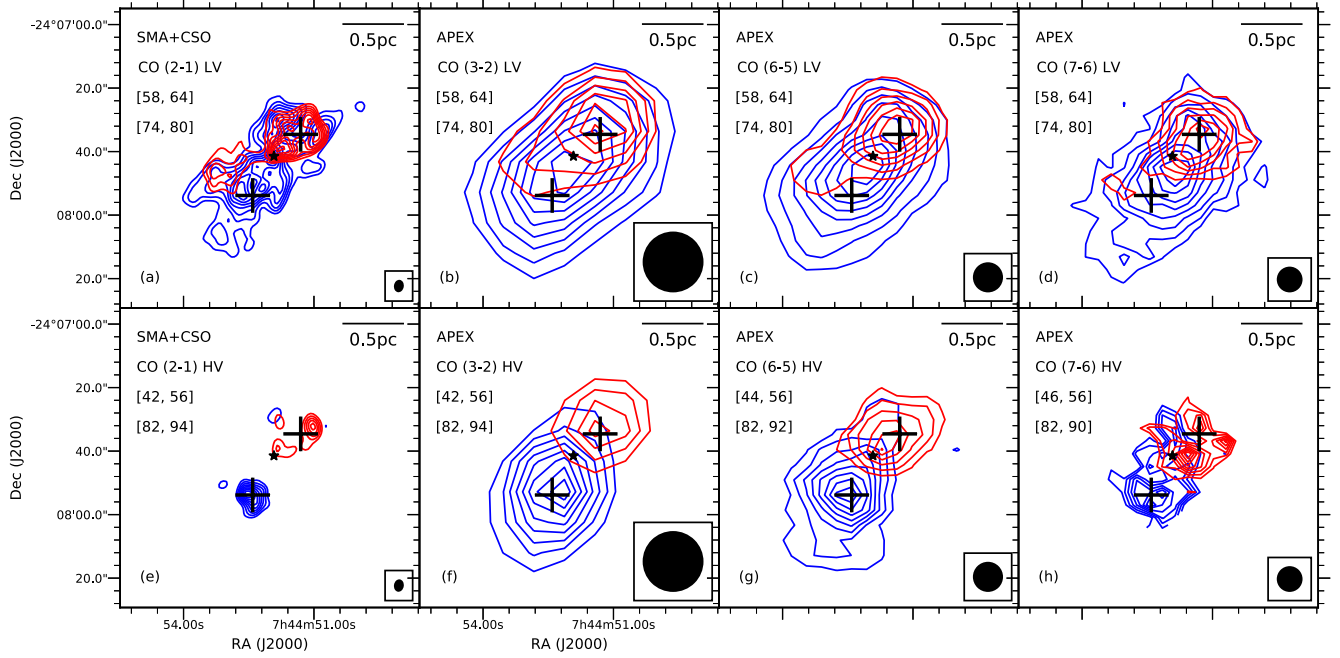 -24°07'00.0"
20.0"
40.0"
08'00.0"
20.0"
Dec (J2000)
SMA+CSO
CO (2-1) LV
[58, 64]
[74, 80]
0.5pc
(a)
APEX
CO (3-2) LV
[58, 64]
[74, 80]
0.5pc
(b)
APEX
CO (6-5) LV
[58, 64]
[74, 80]
0.5pc
(c)
APEX
CO (7-6) LV
[58, 64]
[74, 80]
0.5pc
(d)
-24°07'00.0"
20.0"
40.0"
08'00.0"
20.0"
Dec (J2000)
SMA+CSO
CO (2-1) HV
[42, 56]
[82, 94]
0.5pc
(e)
APEX
CO (3-2) HV
[42, 56]
[82, 94]
0.5pc
(f)
APEX
CO (6-5) HV
[44, 56]
[82, 92]
0.5pc
(g)
APEX
CO (7-6) HV
[46, 56]
[82, 90]
0.5pc
(h)
54.00s
7h44m51.00s
RA (J2000)
54.00s
7h44m51.00s
RA (J2000)